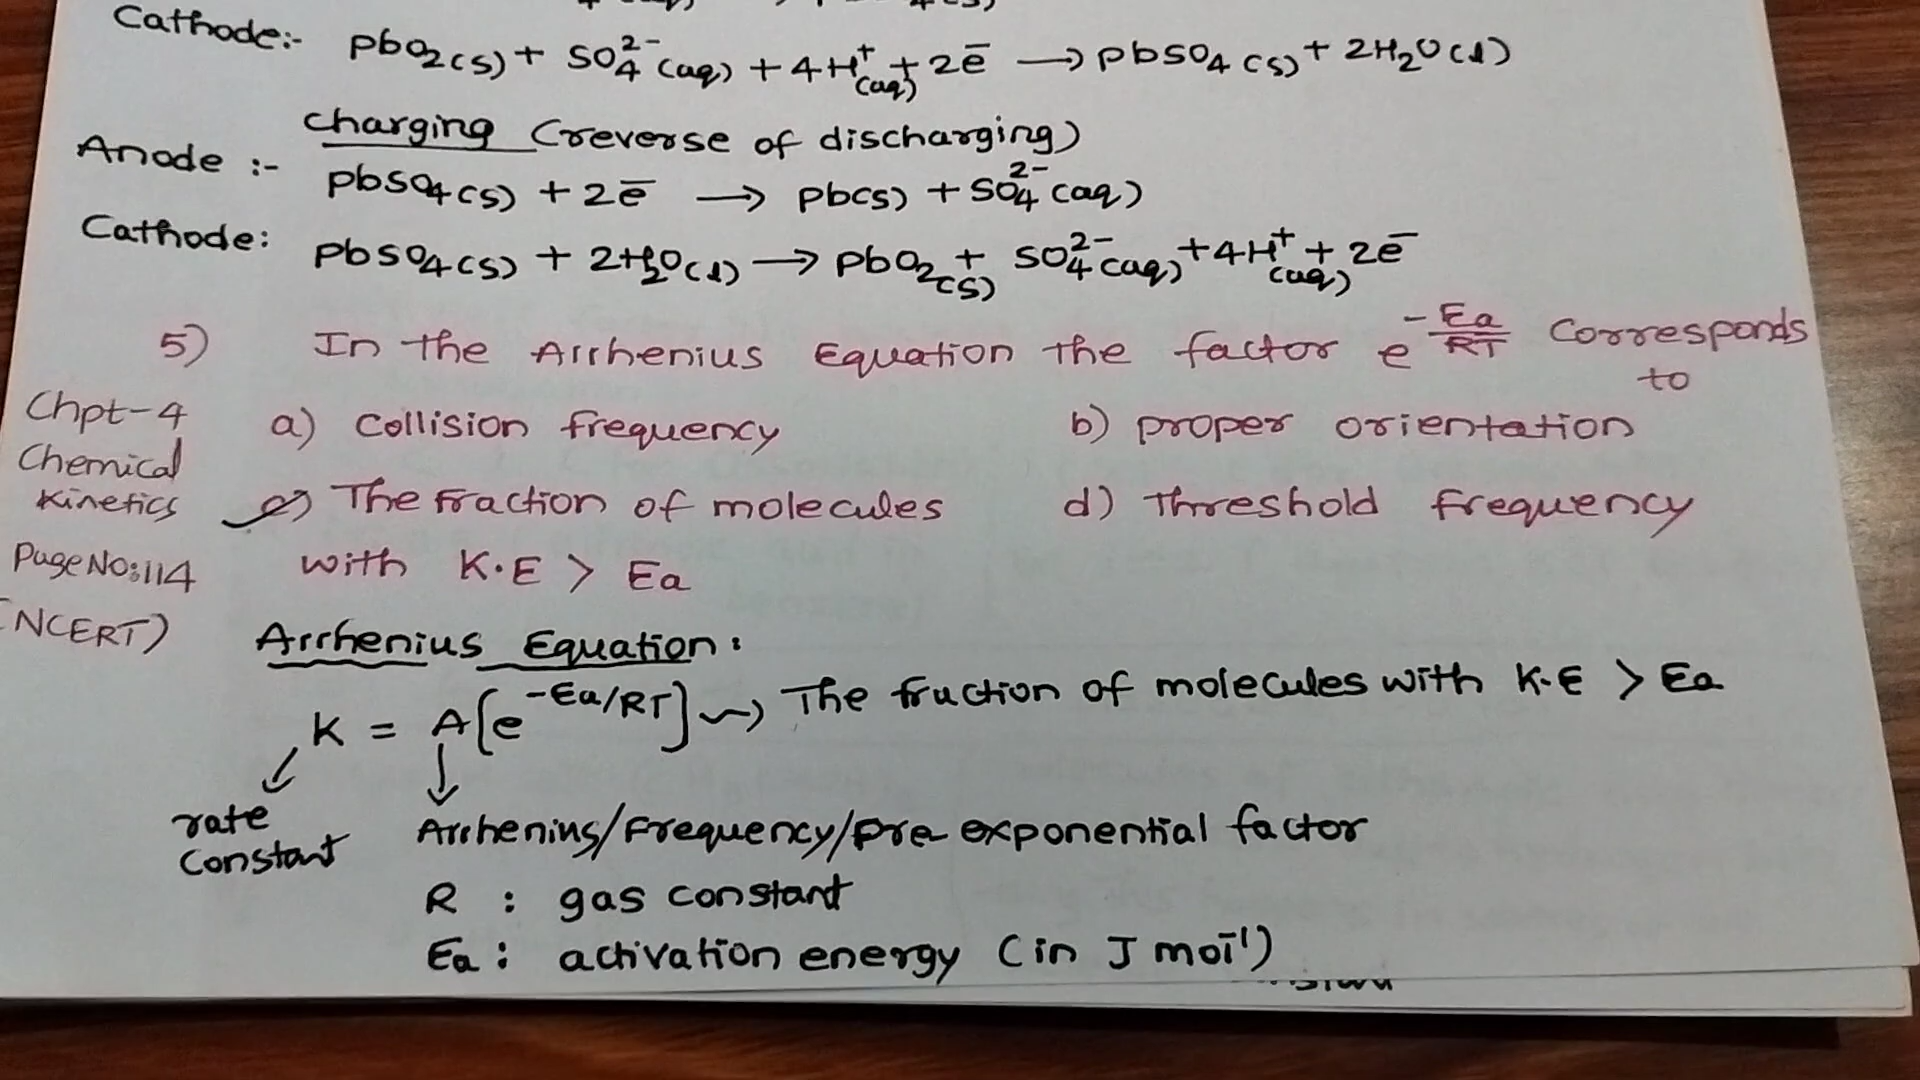 Cathode:- PbO2(s) + SO4^2-(aq) + 4H+(aq) + 2e- → PbSO4(s) + 2H2O(l)
charging (reverse of discharging)
Anode :- PbSO4(s) + 2e- → Pb(s) + SO4^2-(aq)
Cathode: PbSO4(s) + 2H2O(l) → PbO2(s) + SO4^2-(aq) + 4H+(aq) + 2e-
5) In the Arrhenius Equation the factor e^-Ea/RT Corresponds to
Chpt-4
Chemical
Kinetics
Page No:114
(NCERT)
a) Collision frequency b) proper orientation
c) The Fraction of molecules with K.E > Ea d) Threshold frequency
Arrhenius Equation:
K = A[e^-Ea/RT] → The fraction of molecules with K.E > Ea
rate constant
Arrhenius/Frequency/Pre exponential factor
R : gas constant
Ea : activation energy (in J mol^-1)